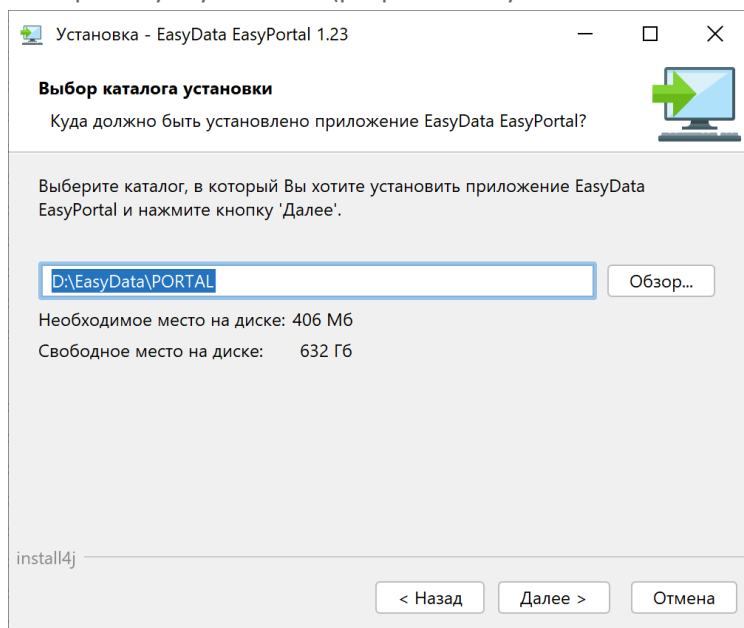 Установка - EasyData EasyPortal 1.23
Выбор каталога установки
Куда должно быть установлено приложение EasyData EasyPortal?
Выберите каталог, в который Вы хотите установить приложение EasyData
EasyPortal и нажмите кнопку 'Далее'.
D:\EasyData\PORTAL
Обзор...
Необходимое место на диске: 406 Мб
Свободное место на диске: 632 Гб
install4j
< Назад
Далее >
Отмена